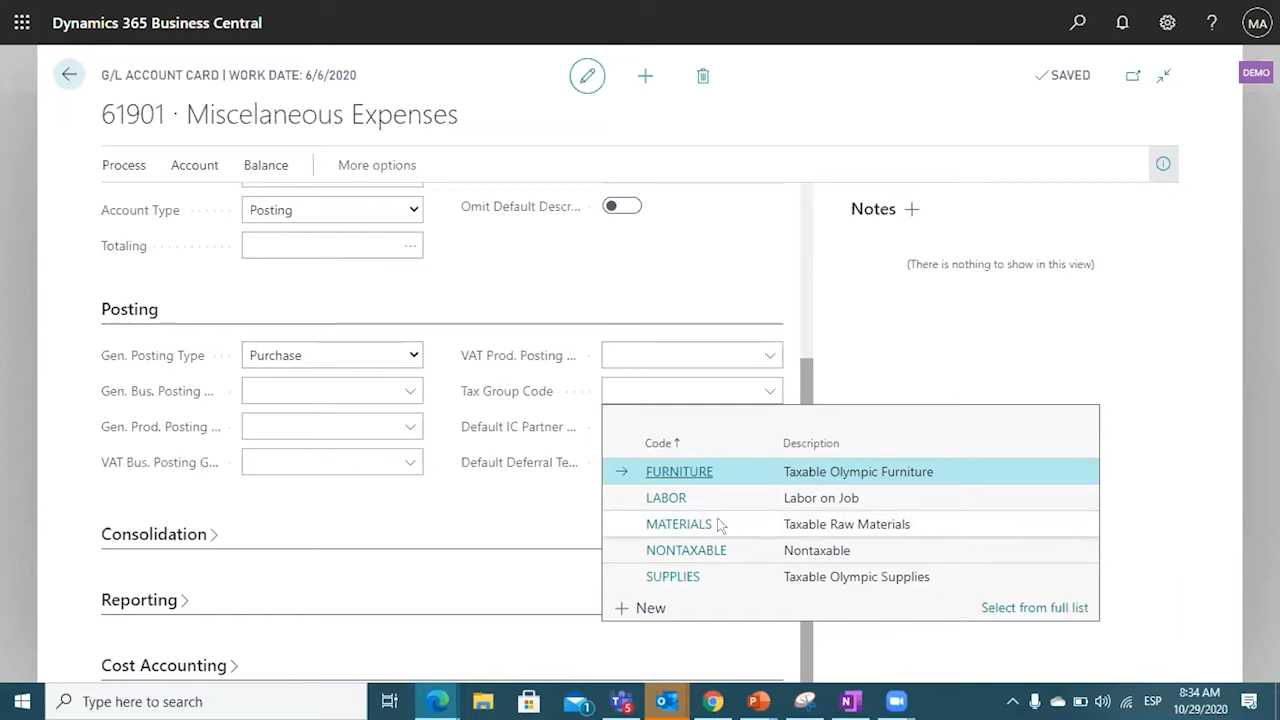 Dynamics 365 Business Central
MA
DEMO
G/L ACCOUNT CARD | WORK DATE: 6/6/2020
SAVED
61901 · Miscelaneous Expenses
Process Account Balance More options
Account Type Posting
Omit Default Descr...
Totaling
Notes
(There is nothing to show in this view)
Posting
Gen. Posting Type Purchase
Gen. Bus. Posting ...
Gen. Prod. Posting ...
VAT Bus. Posting G...
VAT Prod. Posting ...
Tax Group Code
Default IC Partner ...
Default Deferral Te...
Code Description
FURNITURE Taxable Olympic Furniture
LABOR Labor on Job
MATERIALS Taxable Raw Materials
NONTAXABLE Nontaxable
SUPPLIES Taxable Olympic Supplies
New Select from full list
Consolidation
Reporting
Cost Accounting
Type here to search
ESP
8:34 AM
10/29/2020